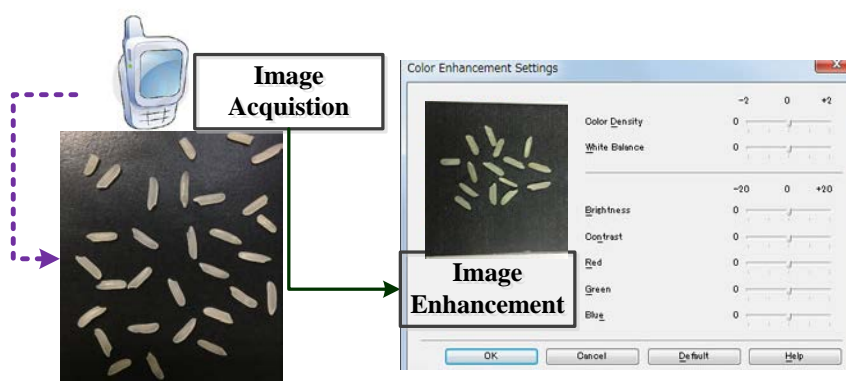 Image
Acquistion
Color Enhancement Settings
-2 0 +2
Color Density 0
White Balance 0
-20 0 +20
Brightness 0
Contrast 0
Red 0
Green 0
Blue 0
Image
Enhancement
OK Cancel Default Help